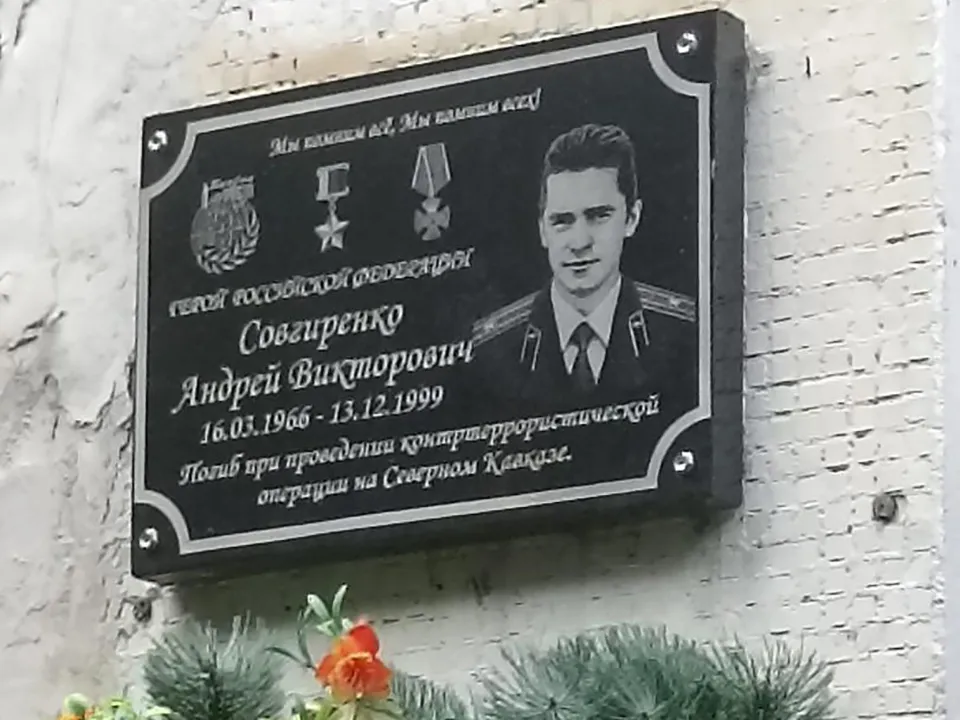 Мы помним всё, Мы помним всех!
ГЕРОЙ РОССИЙСКОЙ ФЕДЕРАЦИИ
Совгиренко
Андрей Викторович
16.03.1966 - 13.12.1999
Погиб при проведении контртеррористической
операции на Северном Кавказе.